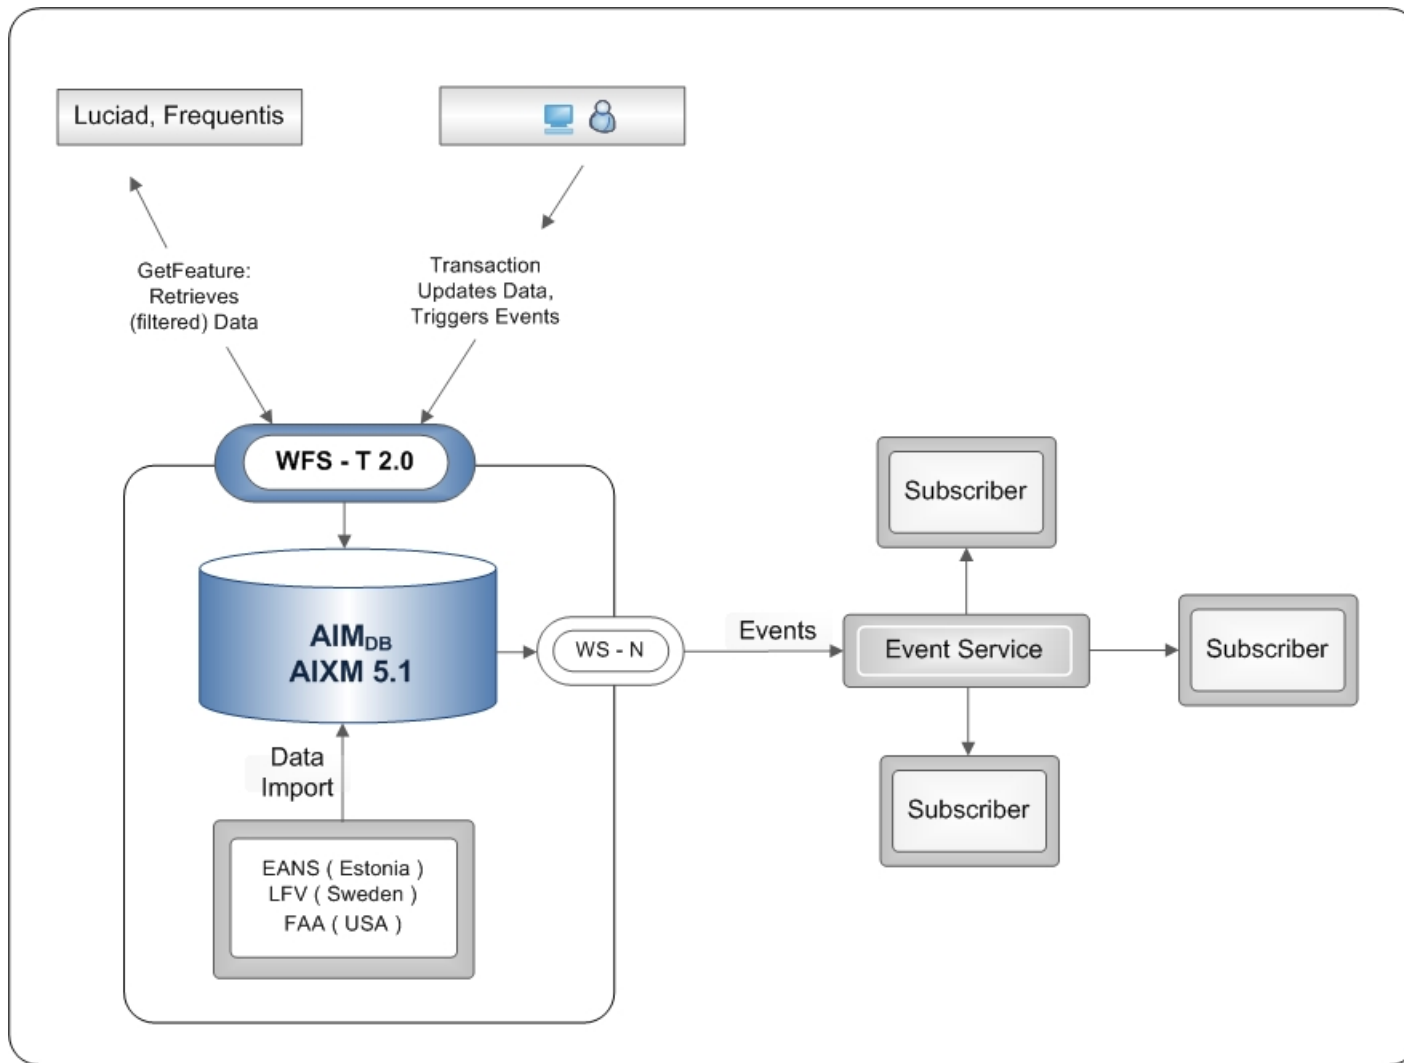 Luciad, Frequentis
GetFeature:
Retrieves
(filtered) Data
Transaction
Updates Data,
Triggers Events
WFS - T 2.0
AIMDB
AIXM 5.1
WS - N
Events
Event Service
Subscriber
Subscriber
Subscriber
Data
Import
EANS ( Estonia )
LFV ( Sweden )
FAA ( USA )